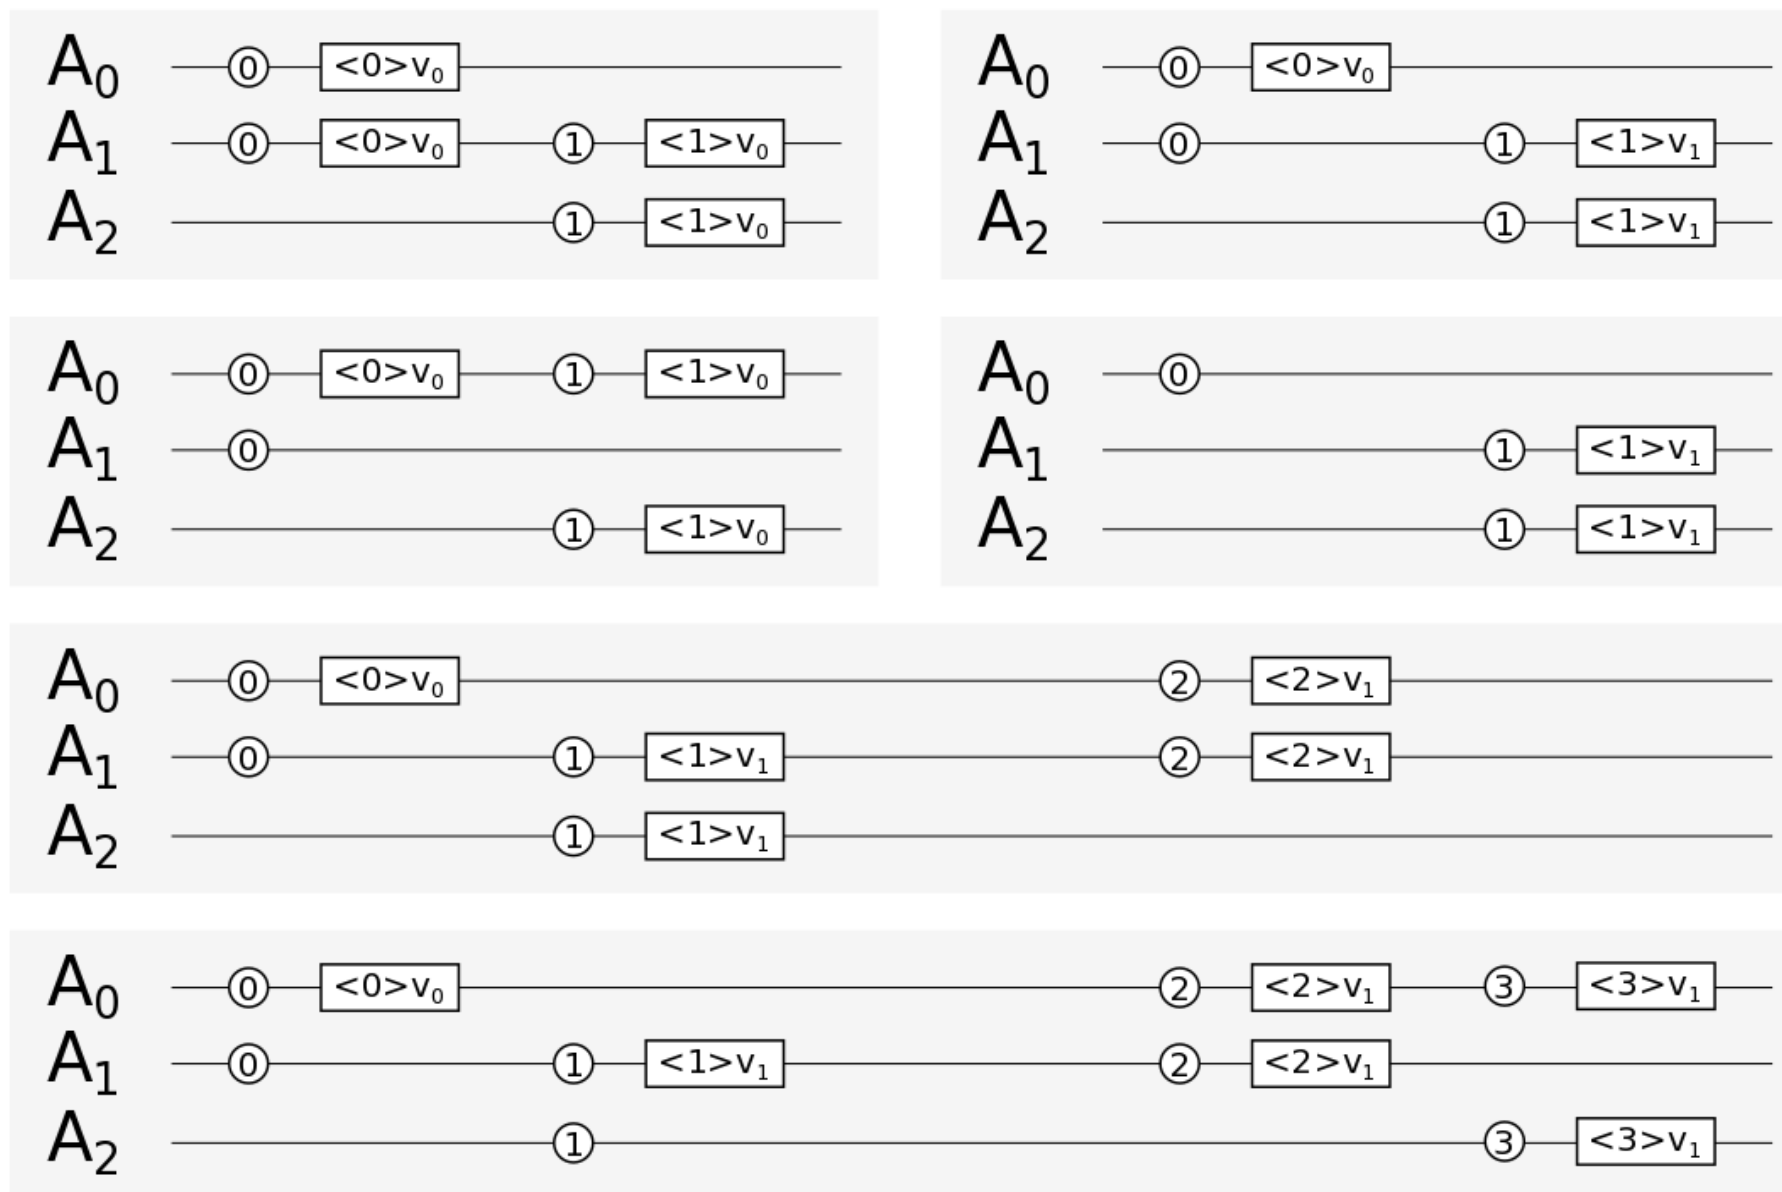 A₀ 0 <0>v₀
A₁ 0 <0>v₀ 1 <1>v₀
A₂ 1 <1>v₀
A₀ 0 <0>v₀
A₁ 0 1 <1>v₁
A₂ 1 <1>v₁
A₀ 0 <0>v₀ 1 <1>v₀
A₁ 0
A₂ 1 <1>v₀
A₀ 0
A₁ 1 <1>v₁
A₂ 1 <1>v₁
A₀ 0 <0>v₀ 2 <2>v₁
A₁ 0 1 <1>v₁ 2 <2>v₁
A₂ 1 <1>v₁
A₀ 0 <0>v₀ 2 <2>v₁ 3 <3>v₁
A₁ 0 1 <1>v₁ 2 <2>v₁
A₂ 1 3 <3>v₁